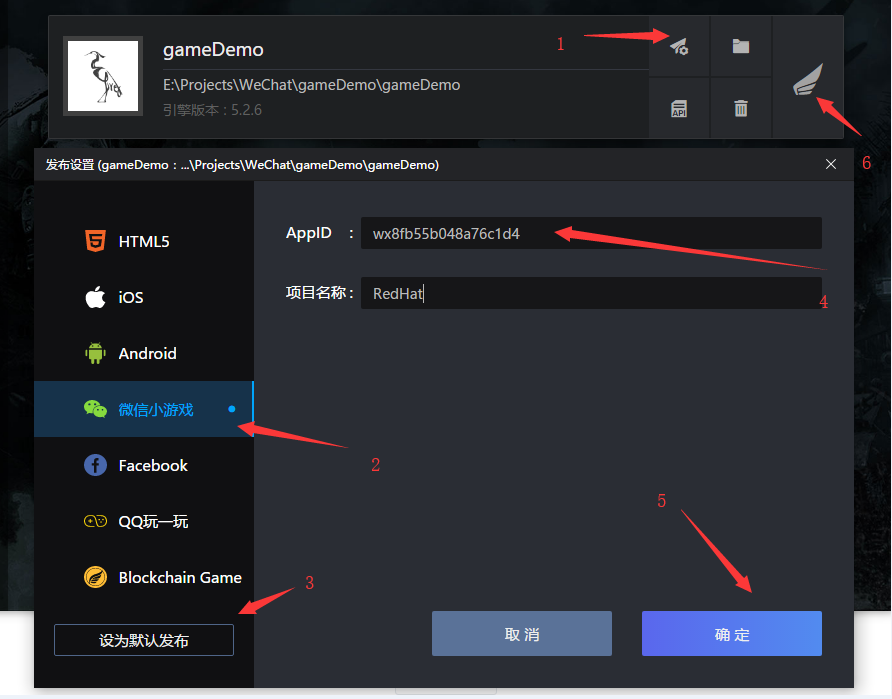 gameDemo
1
E:\Projects\WeChat\gameDemo\gameDemo
引擎版本 : 5.2.6
API
6
发布设置 (gameDemo : ...\Projects\WeChat\gameDemo\gameDemo)
AppID : wx8fb55b048a76c1d4
HTML5
项目名称 : RedHat
iOS
4
Android
微信小游戏
2
Facebook
5
QQ玩一玩
Blockchain Game
3
设为默认发布
取 消
确 定